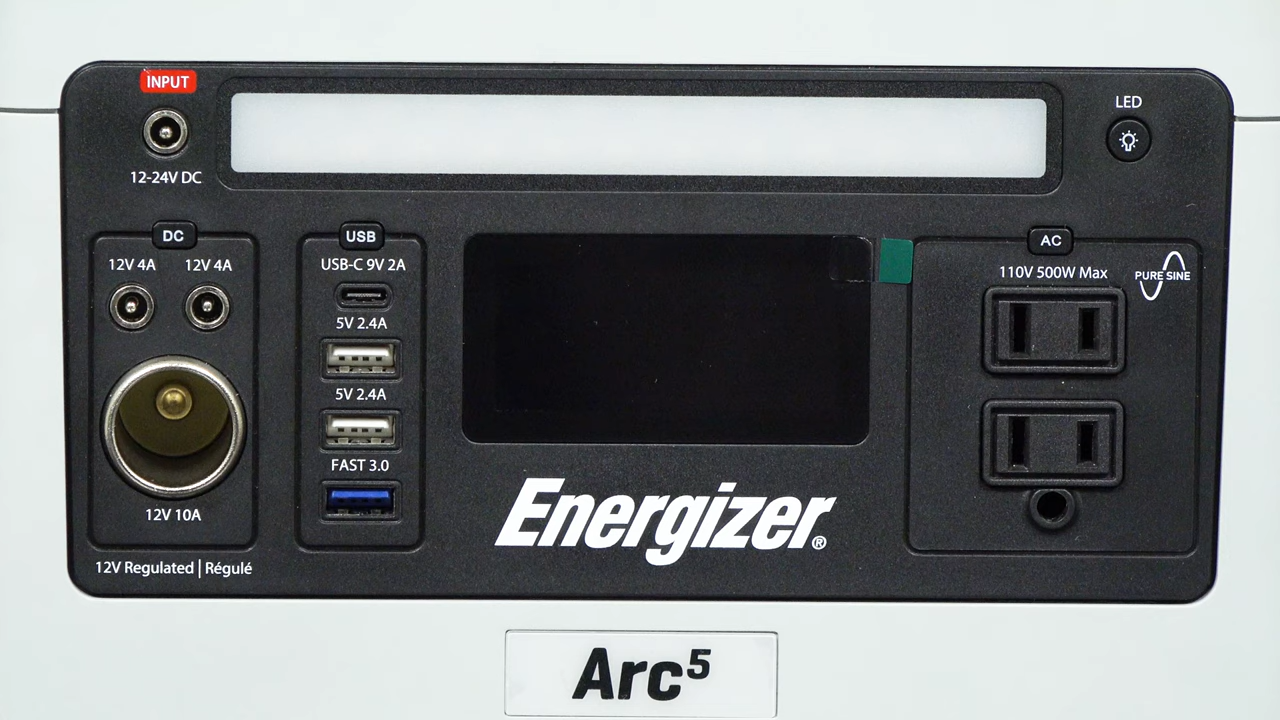 INPUT
12-24V DC
LED
DC
12V 4A 12V 4A
12V 10A
12V Regulated | Régulé
USB
USB-C 9V 2A
5V 2.4A
5V 2.4A
FAST 3.0
Energizer®
AC
110V 500W Max
PURE SINE
Arc⁵